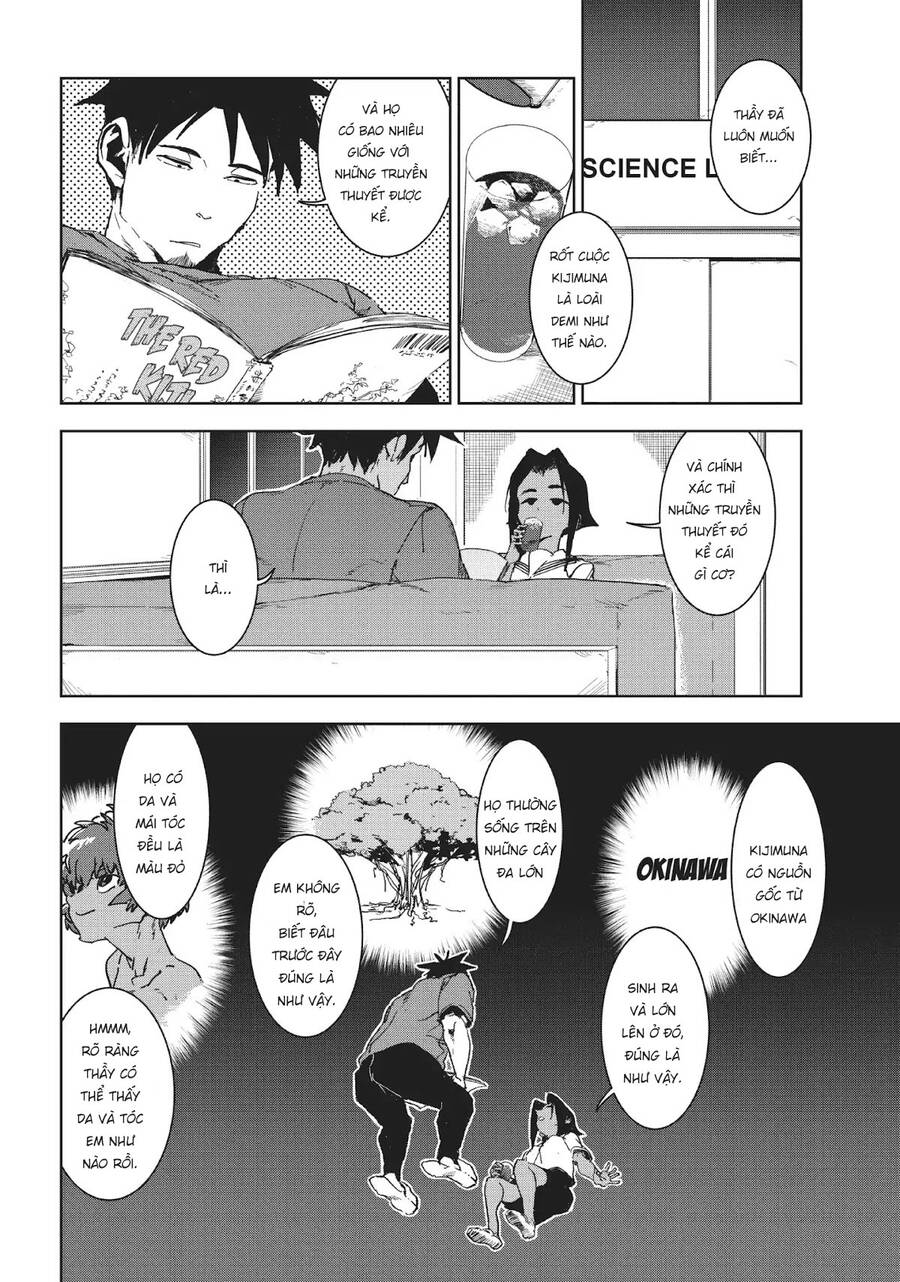 THẦY ĐÃ
LUÔN MUỐN
BIẾT...
SCIENCE L
RỐT CUỘC
KIJIMUNA
LÀ LOÀI
DEMI NHƯ
THẾ NÀO.
VÀ HỌ
CÓ BAO NHIÊU
GIỐNG VỚI
NHỮNG TRUYỀN
THUYẾT ĐƯỢC
KỂ.
THE RED
KIJI
VÀ CHÍNH
XÁC THÌ
NHỮNG TRUYỀN
THUYẾT ĐÓ
KỂ CÁI
GÌ CƠ?
THÌ
LÀ...
KIJIMUNA
CÓ NGUỒN
GỐC TỪ
OKINAWA
OKINAWA
SINH RA
VÀ LỚN
LÊN Ở ĐÓ,
ĐÚNG LÀ
NHƯ VẬY.
HỌ THƯỜNG
SỐNG TRÊN
NHỮNG CÂY
ĐA LỚN
EM KHÔNG
RÕ,
BIẾT ĐÂU
TRƯỚC ĐÂY
ĐÚNG LÀ
NHƯ VẬY.
HỌ CÓ
DA VÀ
MÁI TÓC
ĐỀU LÀ
MÀU ĐỎ
HMMM,
RÕ RÀNG
THẦY CÓ
THỂ THẤY
DA VÀ TÓC
EM NHƯ
NÀO RỒI.